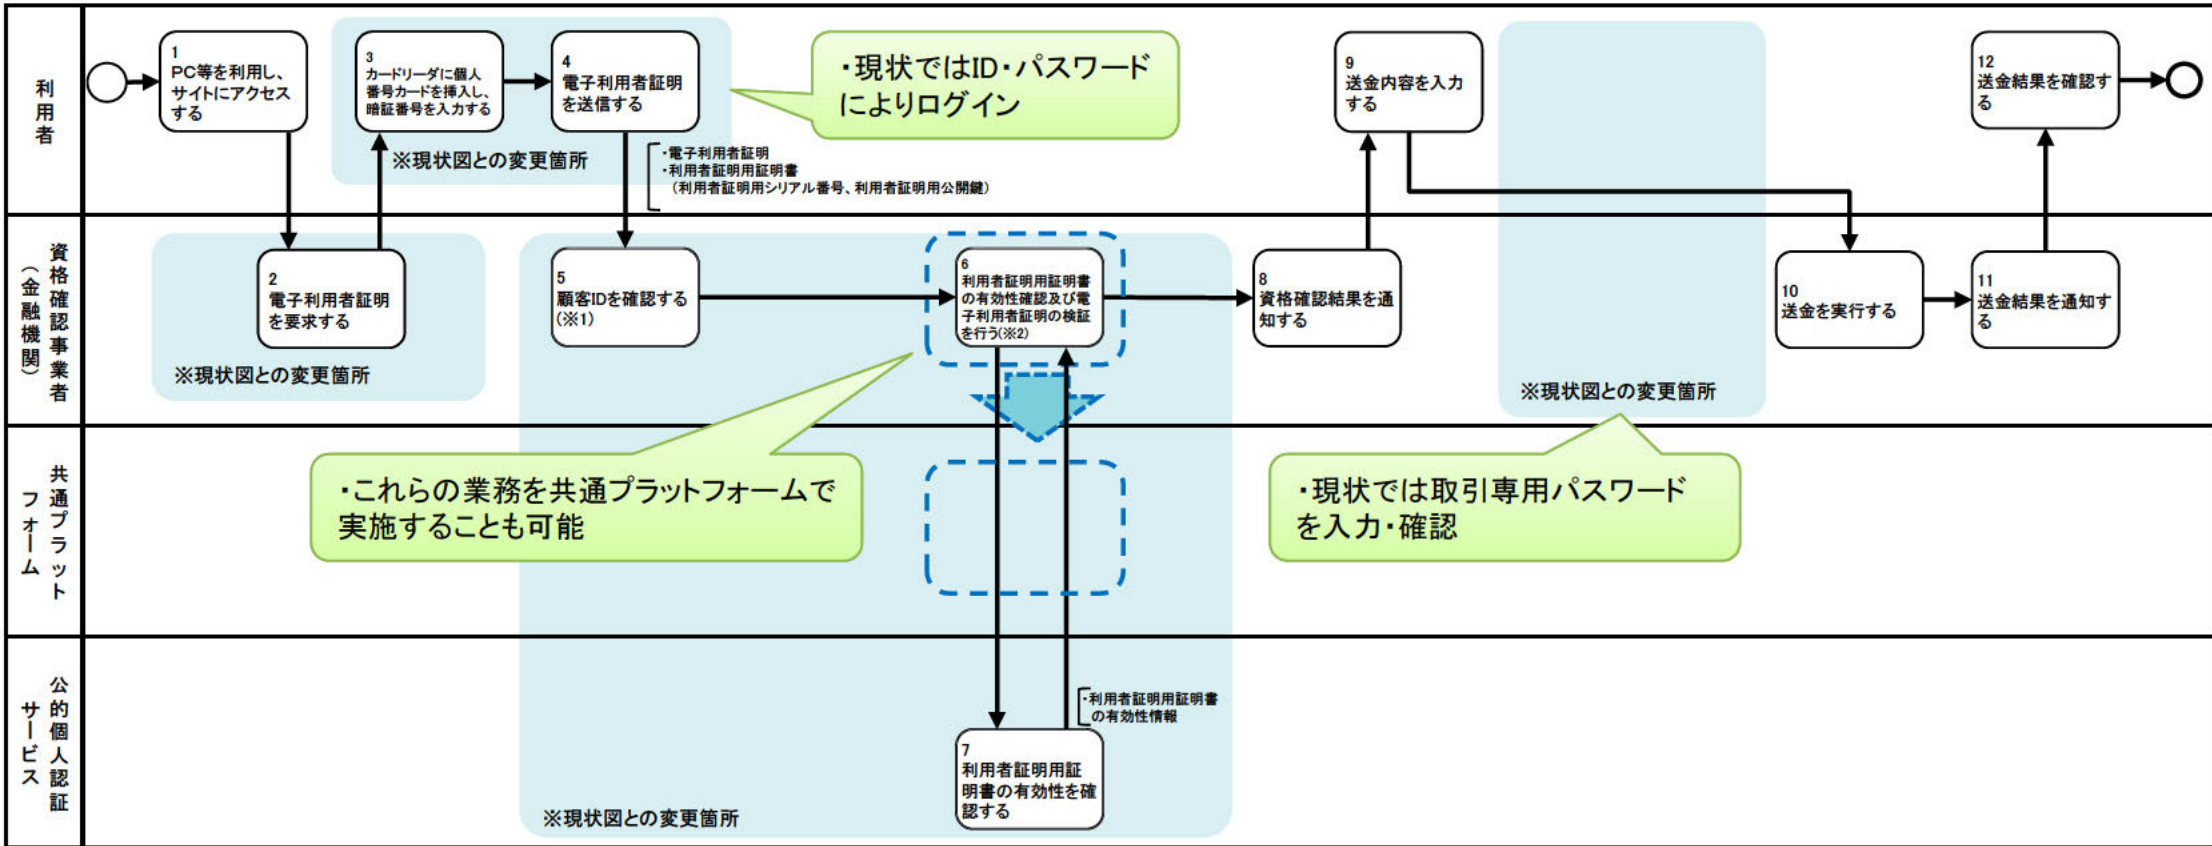 利用者
1
PC等を利用し、
サイトにアクセス
する
3
カードリーダに個人
番号カードを挿入し、
暗証番号を入力する
4
電子利用者証明
を送信する
※現状図との変更箇所
・現状ではID・パスワード
によりログイン
・電子利用者証明
・利用者証明用証明書
(利用者証明用シリアル番号、利用者証明用公開鍵)
9
送金内容を入力
する
12
送金結果を確認す
る
資格確認事業者
(金融機関)
2
電子利用者証明
を要求する
※現状図との変更箇所
5
顧客IDを確認する
(※1)
6
利用者証明用証明書
の有効性確認及び電
子利用者証明の検証
を行う(※2)
8
資格確認結果を通
知する
10
送金を実行する
11
送金結果を通知す
る
※現状図との変更箇所
共通プラット
フォーム
・これらの業務を共通プラットフォームで
実施することも可能
・現状では取引専用パスワード
を入力・確認
公的個人認証
サービス
・利用者証明用証明書
の有効性情報
7
利用者証明用証
明書の有効性を確
認する
※現状図との変更箇所